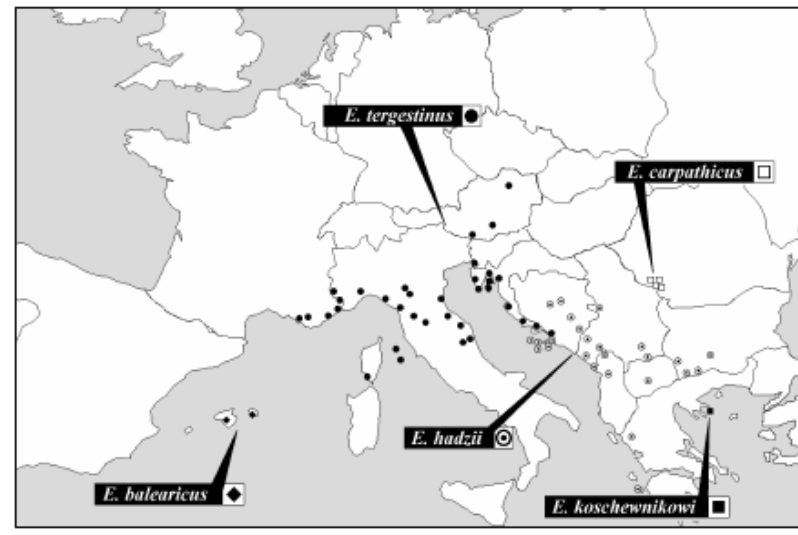 E. tergestinus
E. carpathicus
E. hadzii
E. balearicus
E. koschewnikowi